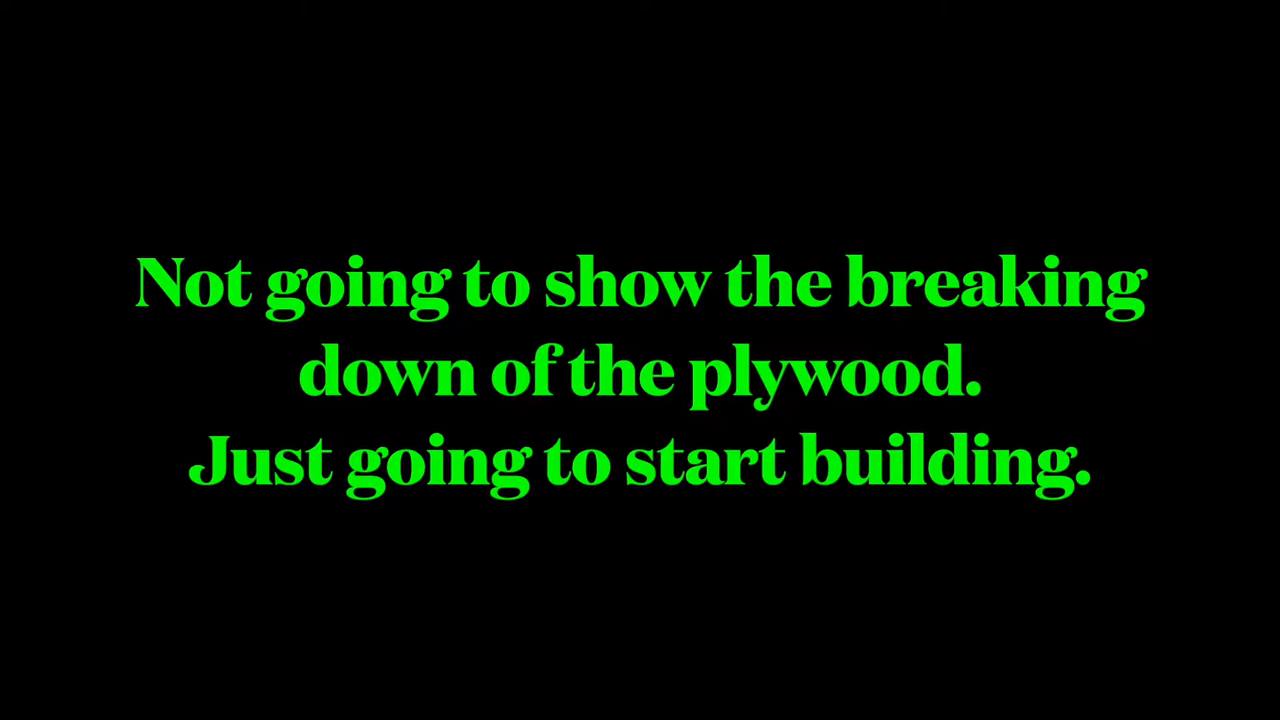 Not going to show the breaking
down of the plywood.
Just going to start building.